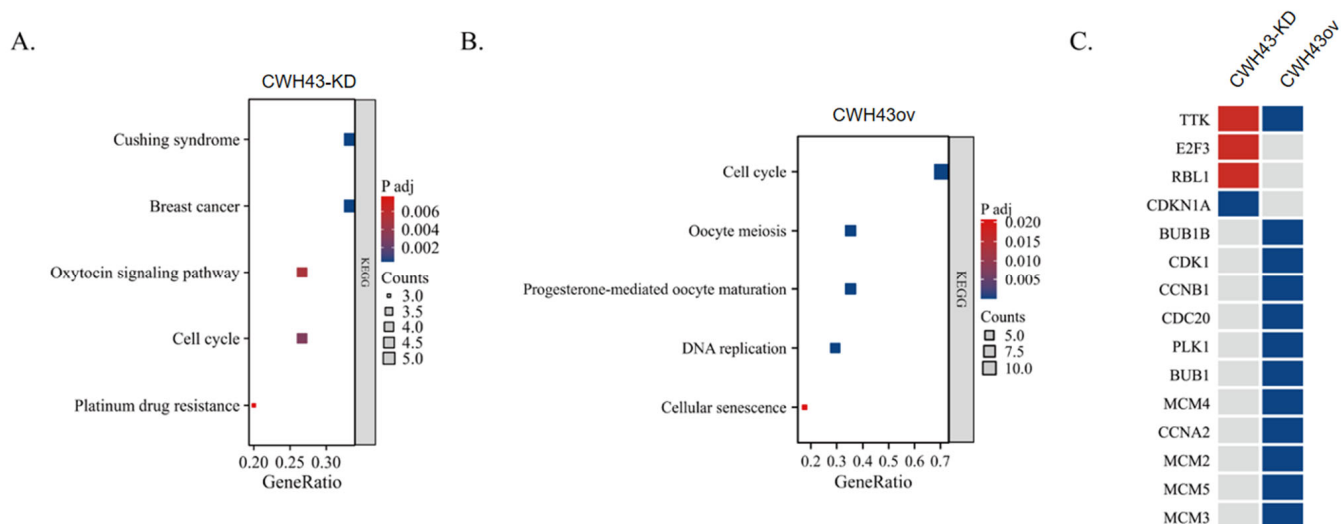 A.
CWH43-KD
Cushing syndrome
Breast cancer
Oxytocin signaling pathway
Cell cycle
Platinum drug resistance
0.20 0.25 0.30
GeneRatio
KEGG
P adj
0.006
0.004
0.002
Counts
3.0
3.5
4.0
4.5
5.0
B.
CWH43ov
Cell cycle
Oocyte meiosis
Progesterone-mediated oocyte maturation
DNA replication
Cellular senescence
0.2 0.3 0.4 0.5 0.6 0.7
GeneRatio
KEGG
P adj
0.020
0.015
0.010
0.005
Counts
5.0
7.5
10.0
C.
CWH43-KD
CWH43ov
TTK
E2F3
RBL1
CDKN1A
BUB1B
CDK1
CCNB1
CDC20
PLK1
BUB1
MCM4
CCNA2
MCM2
MCM5
MCM3